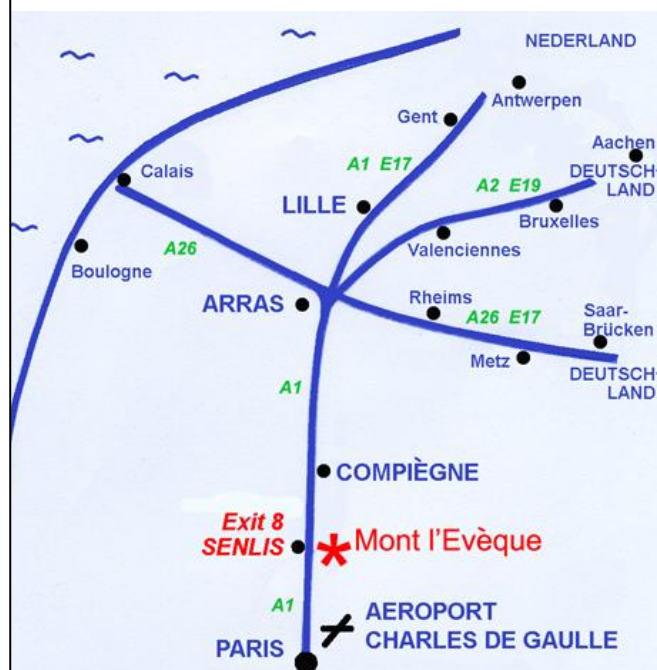 NEDERLAND
Antwerpen
Gent
Aachen
Calais
A1 E17
A2 E19
DEUTSCH-
LAND
LILLE
Bruxelles
A26
Valenciennes
Boulogne
ARRAS
Rheims
A26 E17
Saar-
Brücken
Metz
DEUTSCH-
LAND
A1
COMPIÈGNE
Exit 8
SENLIS
* Mont l'Evèque
A1
AEROPORT
CHARLES DE GAULLE
PARIS